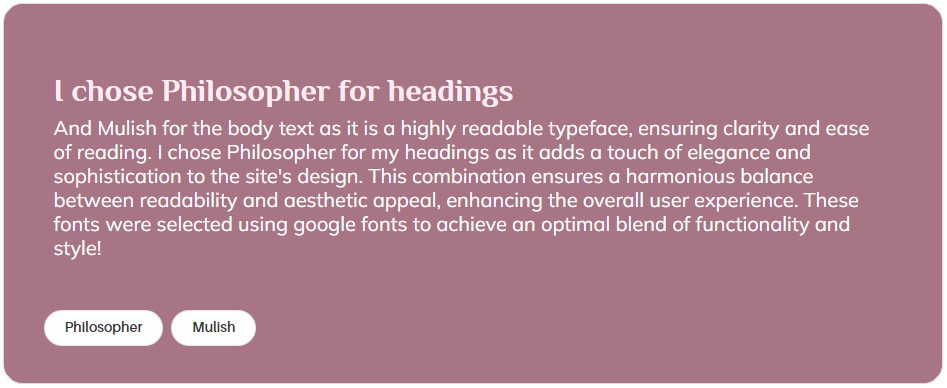 I chose Philosopher for headings
And Mulish for the body text as it is a highly readable typeface, ensuring clarity and ease
of reading. I chose Philosopher for my headings as it adds a touch of elegance and
sophistication to the site's design. This combination ensures a harmonious balance
between readability and aesthetic appeal, enhancing the overall user experience. These
fonts were selected using google fonts to achieve an optimal blend of functionality and
style!
Philosopher Mulish